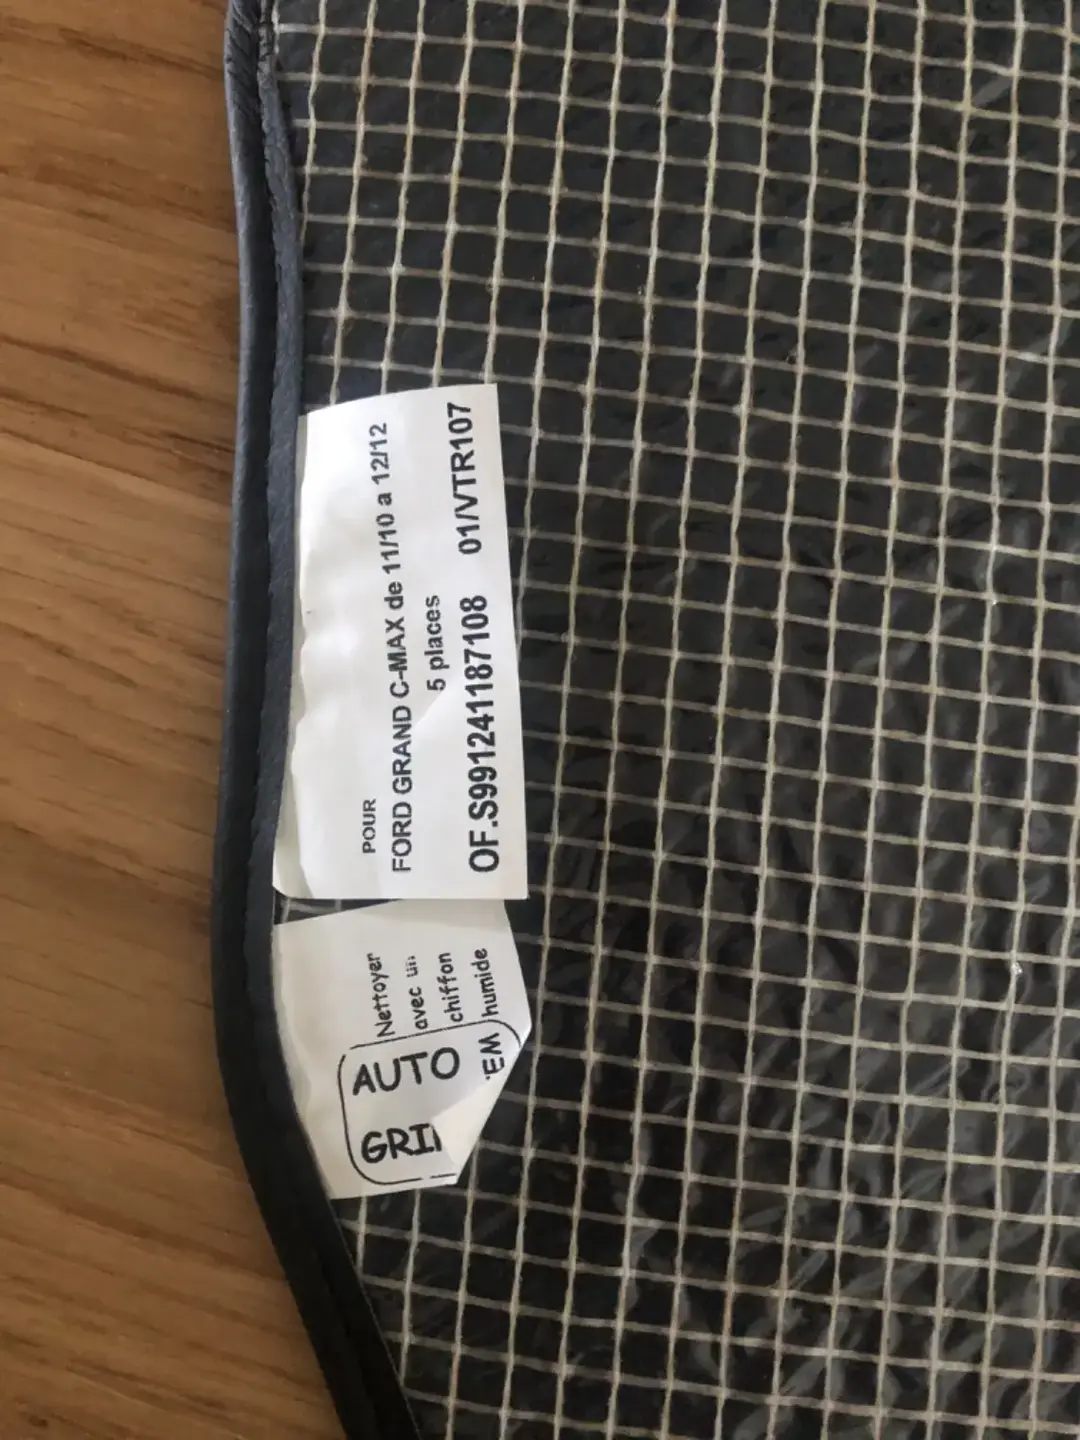 POUR
FORD GRAND C-MAX de 11/10 a 12/12
5 places
OF.S991241187108 01/VTR107
AUTO
Nettoyer
avec un
chiffon
humide